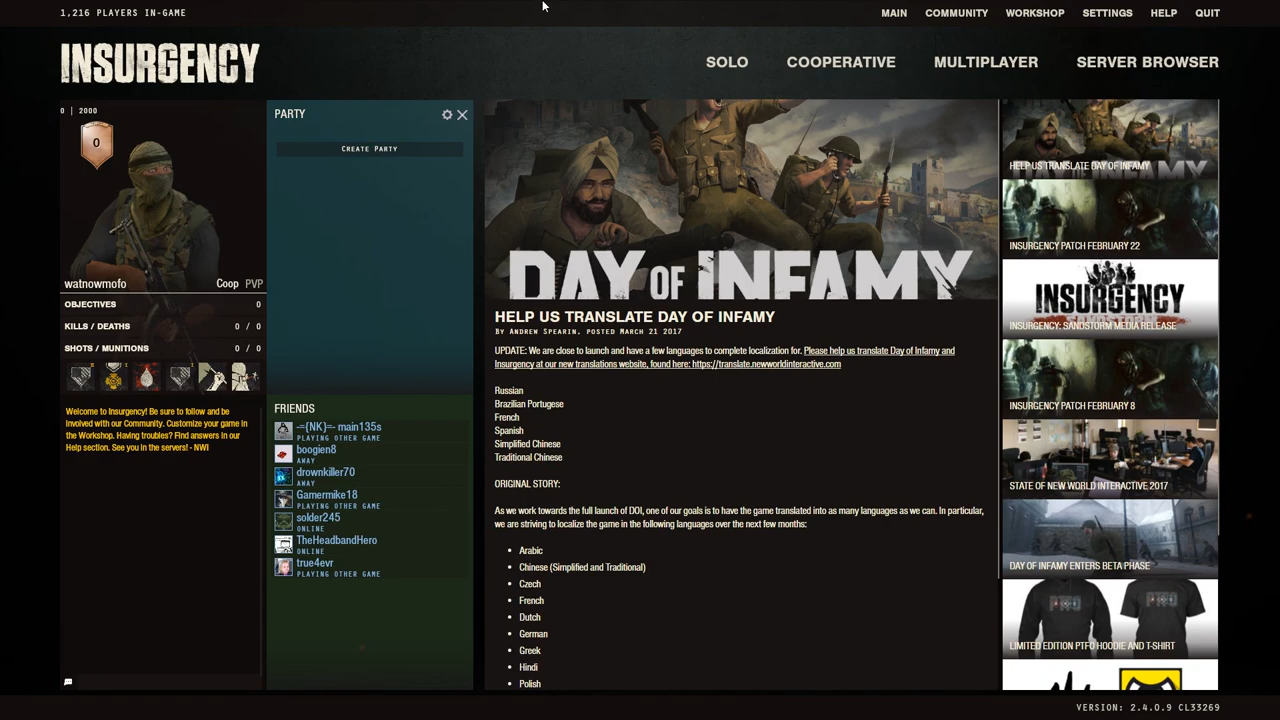 1,216 PLAYERS IN-GAME
MAIN COMMUNITY WORKSHOP SETTINGS HELP QUIT
INSURGENCY
SOLO COOPERATIVE MULTIPLAYER SERVER BROWSER
0 | 2000
0
watnowmofo Coop PVP
OBJECTIVES 0
KILLS / DEATHS 0 / 0
SHOTS / MUNITIONS 0 / 0
Welcome to Insurgency! Be sure to follow and be
involved with our Community. Customize your game in
the Workshop. Having troubles? Find answers in our
Help section. See you in the servers! - NWI
PARTY
CREATE PARTY
FRIENDS
-={NK}=- main135s
PLAYING OTHER GAME
boogien8
AWAY
drownkiller70
AWAY
Gamermike18
PLAYING OTHER GAME
solder245
ONLINE
TheHeadbandHero
ONLINE
true4evr
PLAYING OTHER GAME
DAY OF INFAMY
HELP US TRANSLATE DAY OF INFAMY
BY ANDREW SPEARIN, POSTED MARCH 21 2017
UPDATE: We are close to launch and have a few languages to complete localization for. Please help us translate Day of Infamy and
Insurgency at our new translations website, found here: https://translate.newworldinteractive.com
Russian
Brazilian Portugese
French
Spanish
Simplified Chinese
Traditional Chinese
ORIGINAL STORY:
As we work towards the full launch of DOI, one of our goals is to have the game translated into as many languages as we can. In particular,
we are striving to localize the game in the following languages over the next few months:
• Arabic
• Chinese (Simplified and Traditional)
• Czech
• French
• Dutch
• German
• Greek
• Hindi
• Polish
HELP US TRANSLATE DAY OF INFAMY
DAY OF INFAMY
INSURGENCY PATCH FEBRUARY 22
INSURGENCY
SANDSTORM
INSURGENCY: SANDSTORM MEDIA RELEASE
INSURGENCY PATCH FEBRUARY 8
STATE OF NEW WORLD INTERACTIVE 2017
DAY OF INFAMY ENTERS BETA PHASE
PTFO PTFO
LIMITED EDITION PTFO HOODIE AND T-SHIRT
VERSION: 2.4.0.9 CL33269